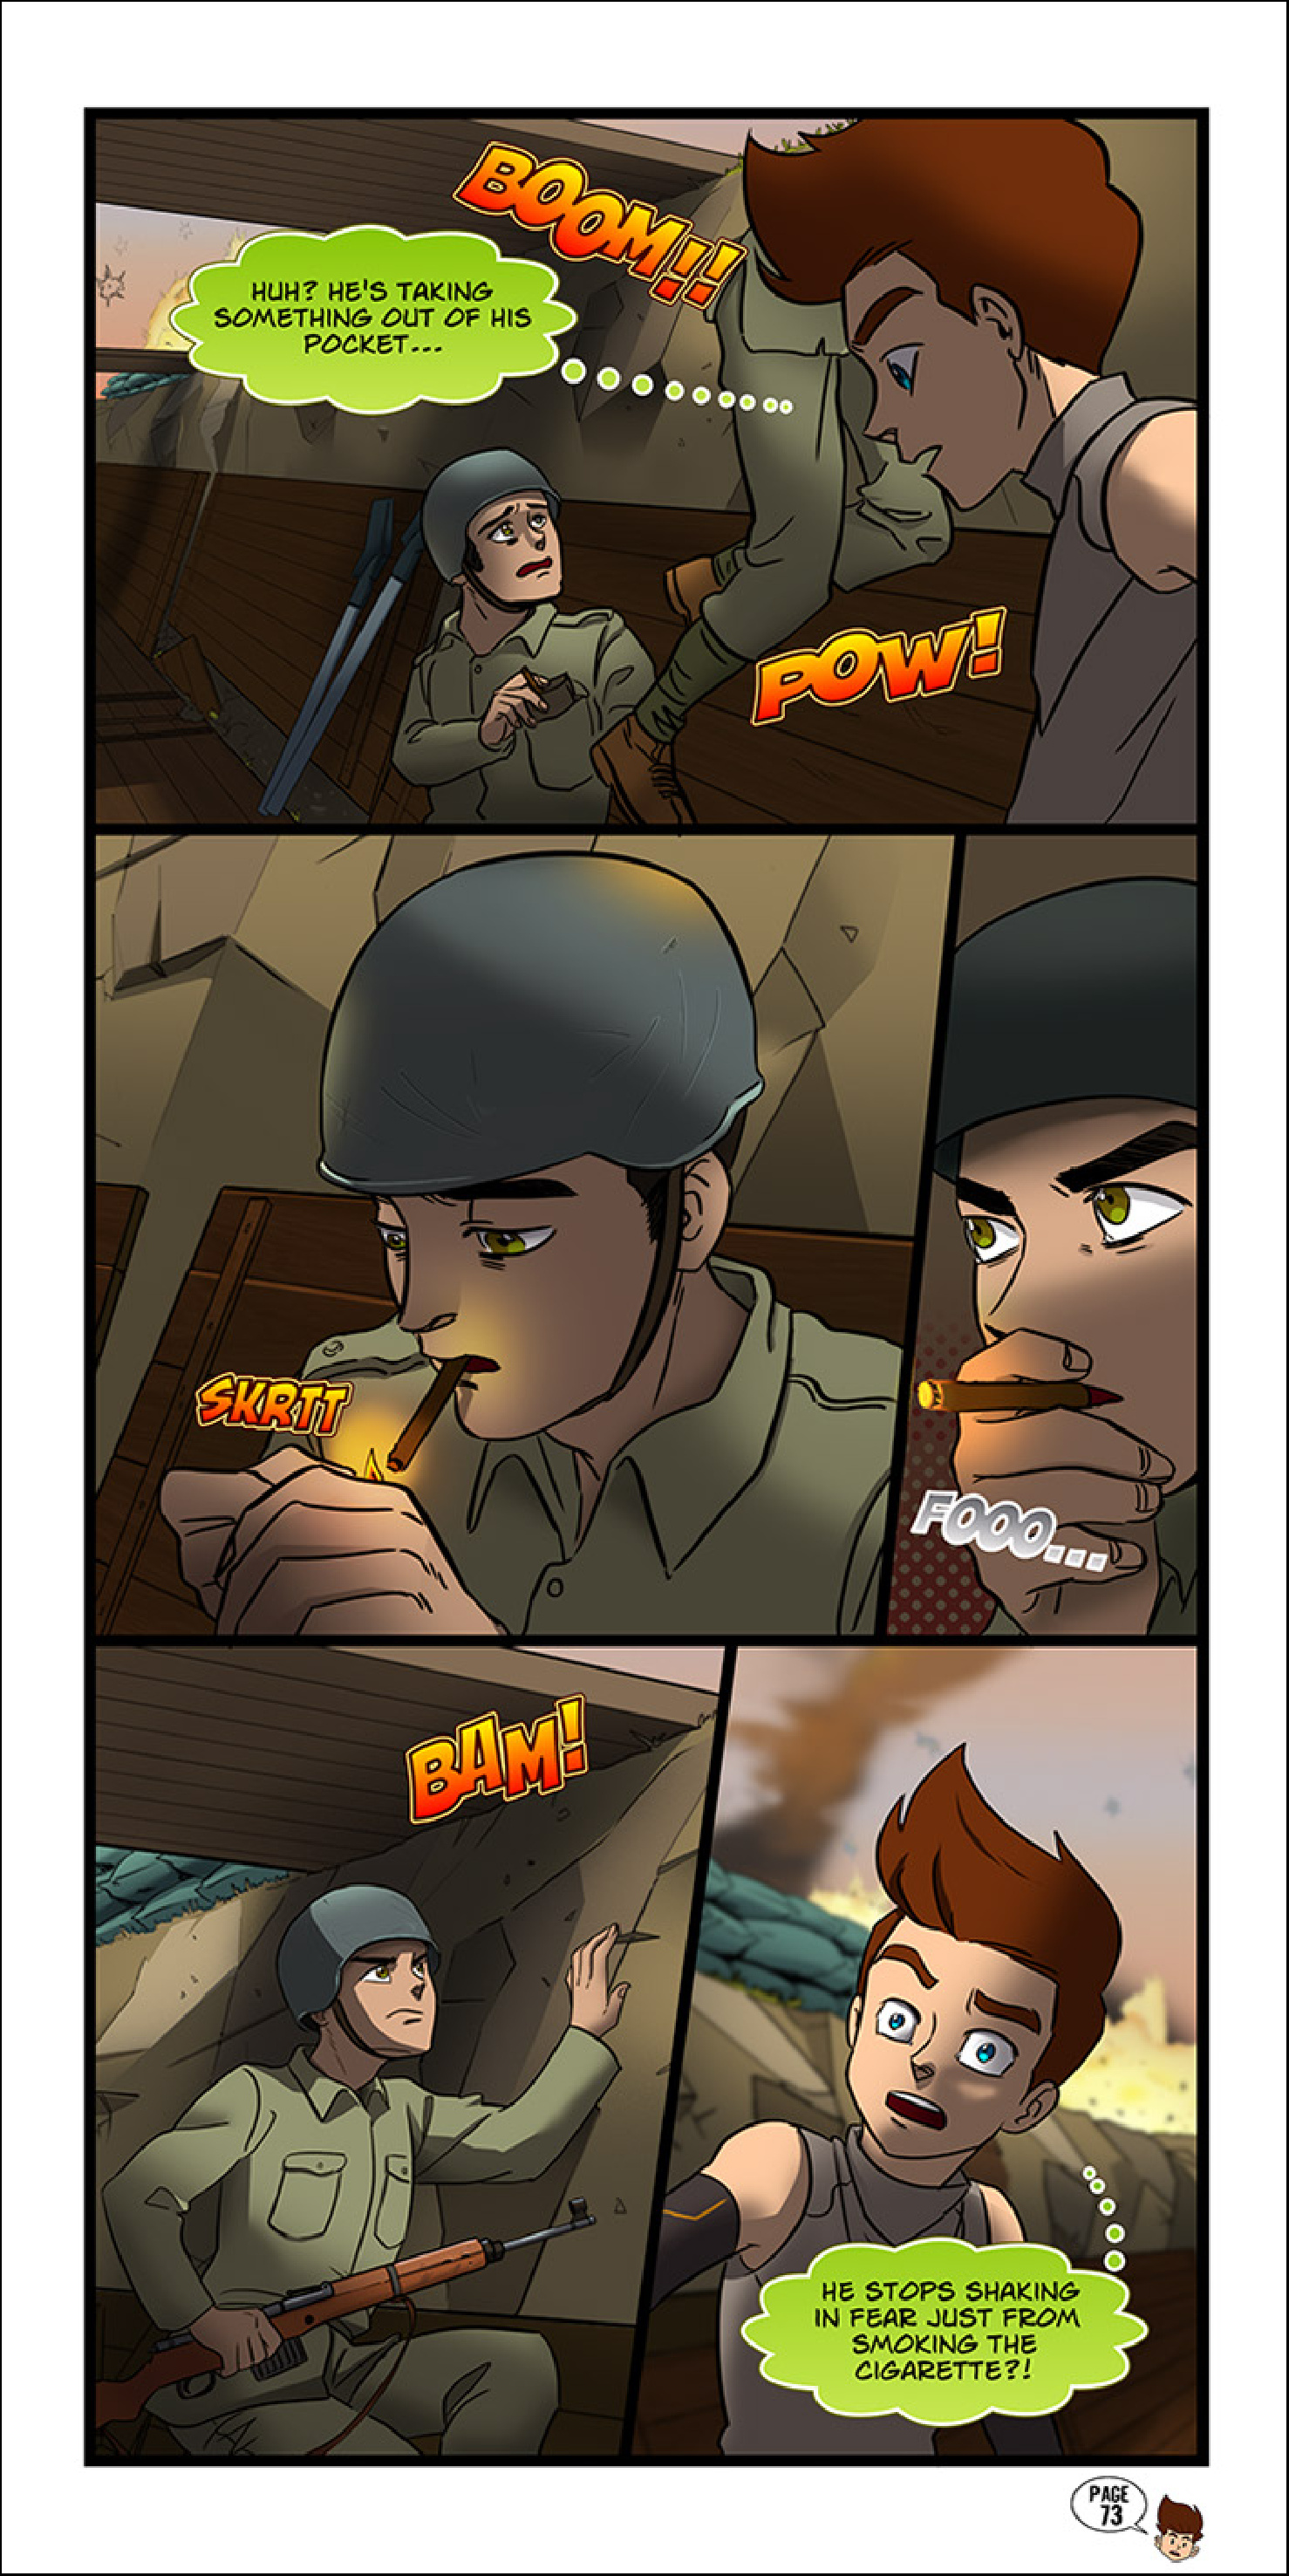 BOOM!!
HUH? HE'S TAKING
SOMETHING OUT OF HIS
POCKET...
POW!
SKRTT
FOOO...
BAM!
HE STOPS SHAKING
IN FEAR JUST FROM
SMOKING THE
CIGARETTE?!
PAGE
73